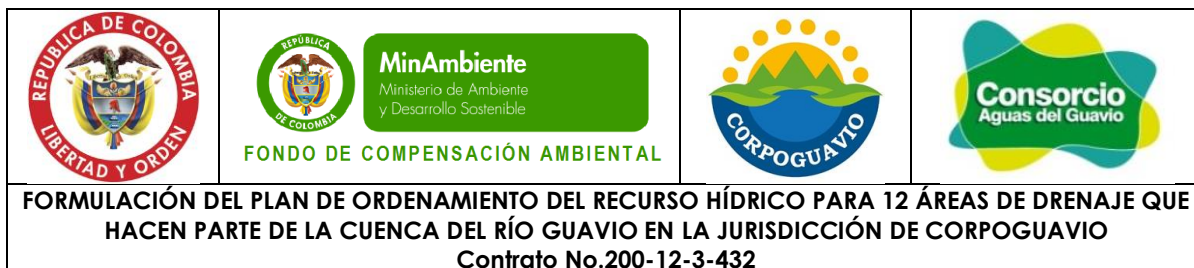 REPUBLICA DE COLOMBIA
LIBERTAD Y ORDEN
REPÚBLICA
DE COLOMBIA
MinAmbiente
Ministerio de Ambiente
y Desarrollo Sostenible
FONDO DE COMPENSACIÓN AMBIENTAL
CORPOGUAVIO
Consorcio
Aguas del Guavio
FORMULACIÓN DEL PLAN DE ORDENAMIENTO DEL RECURSO HÍDRICO PARA 12 ÁREAS DE DRENAJE QUE
HACEN PARTE DE LA CUENCA DEL RÍO GUAVIO EN LA JURISDICCIÓN DE CORPOGUAVIO
Contrato No.200-12-3-432